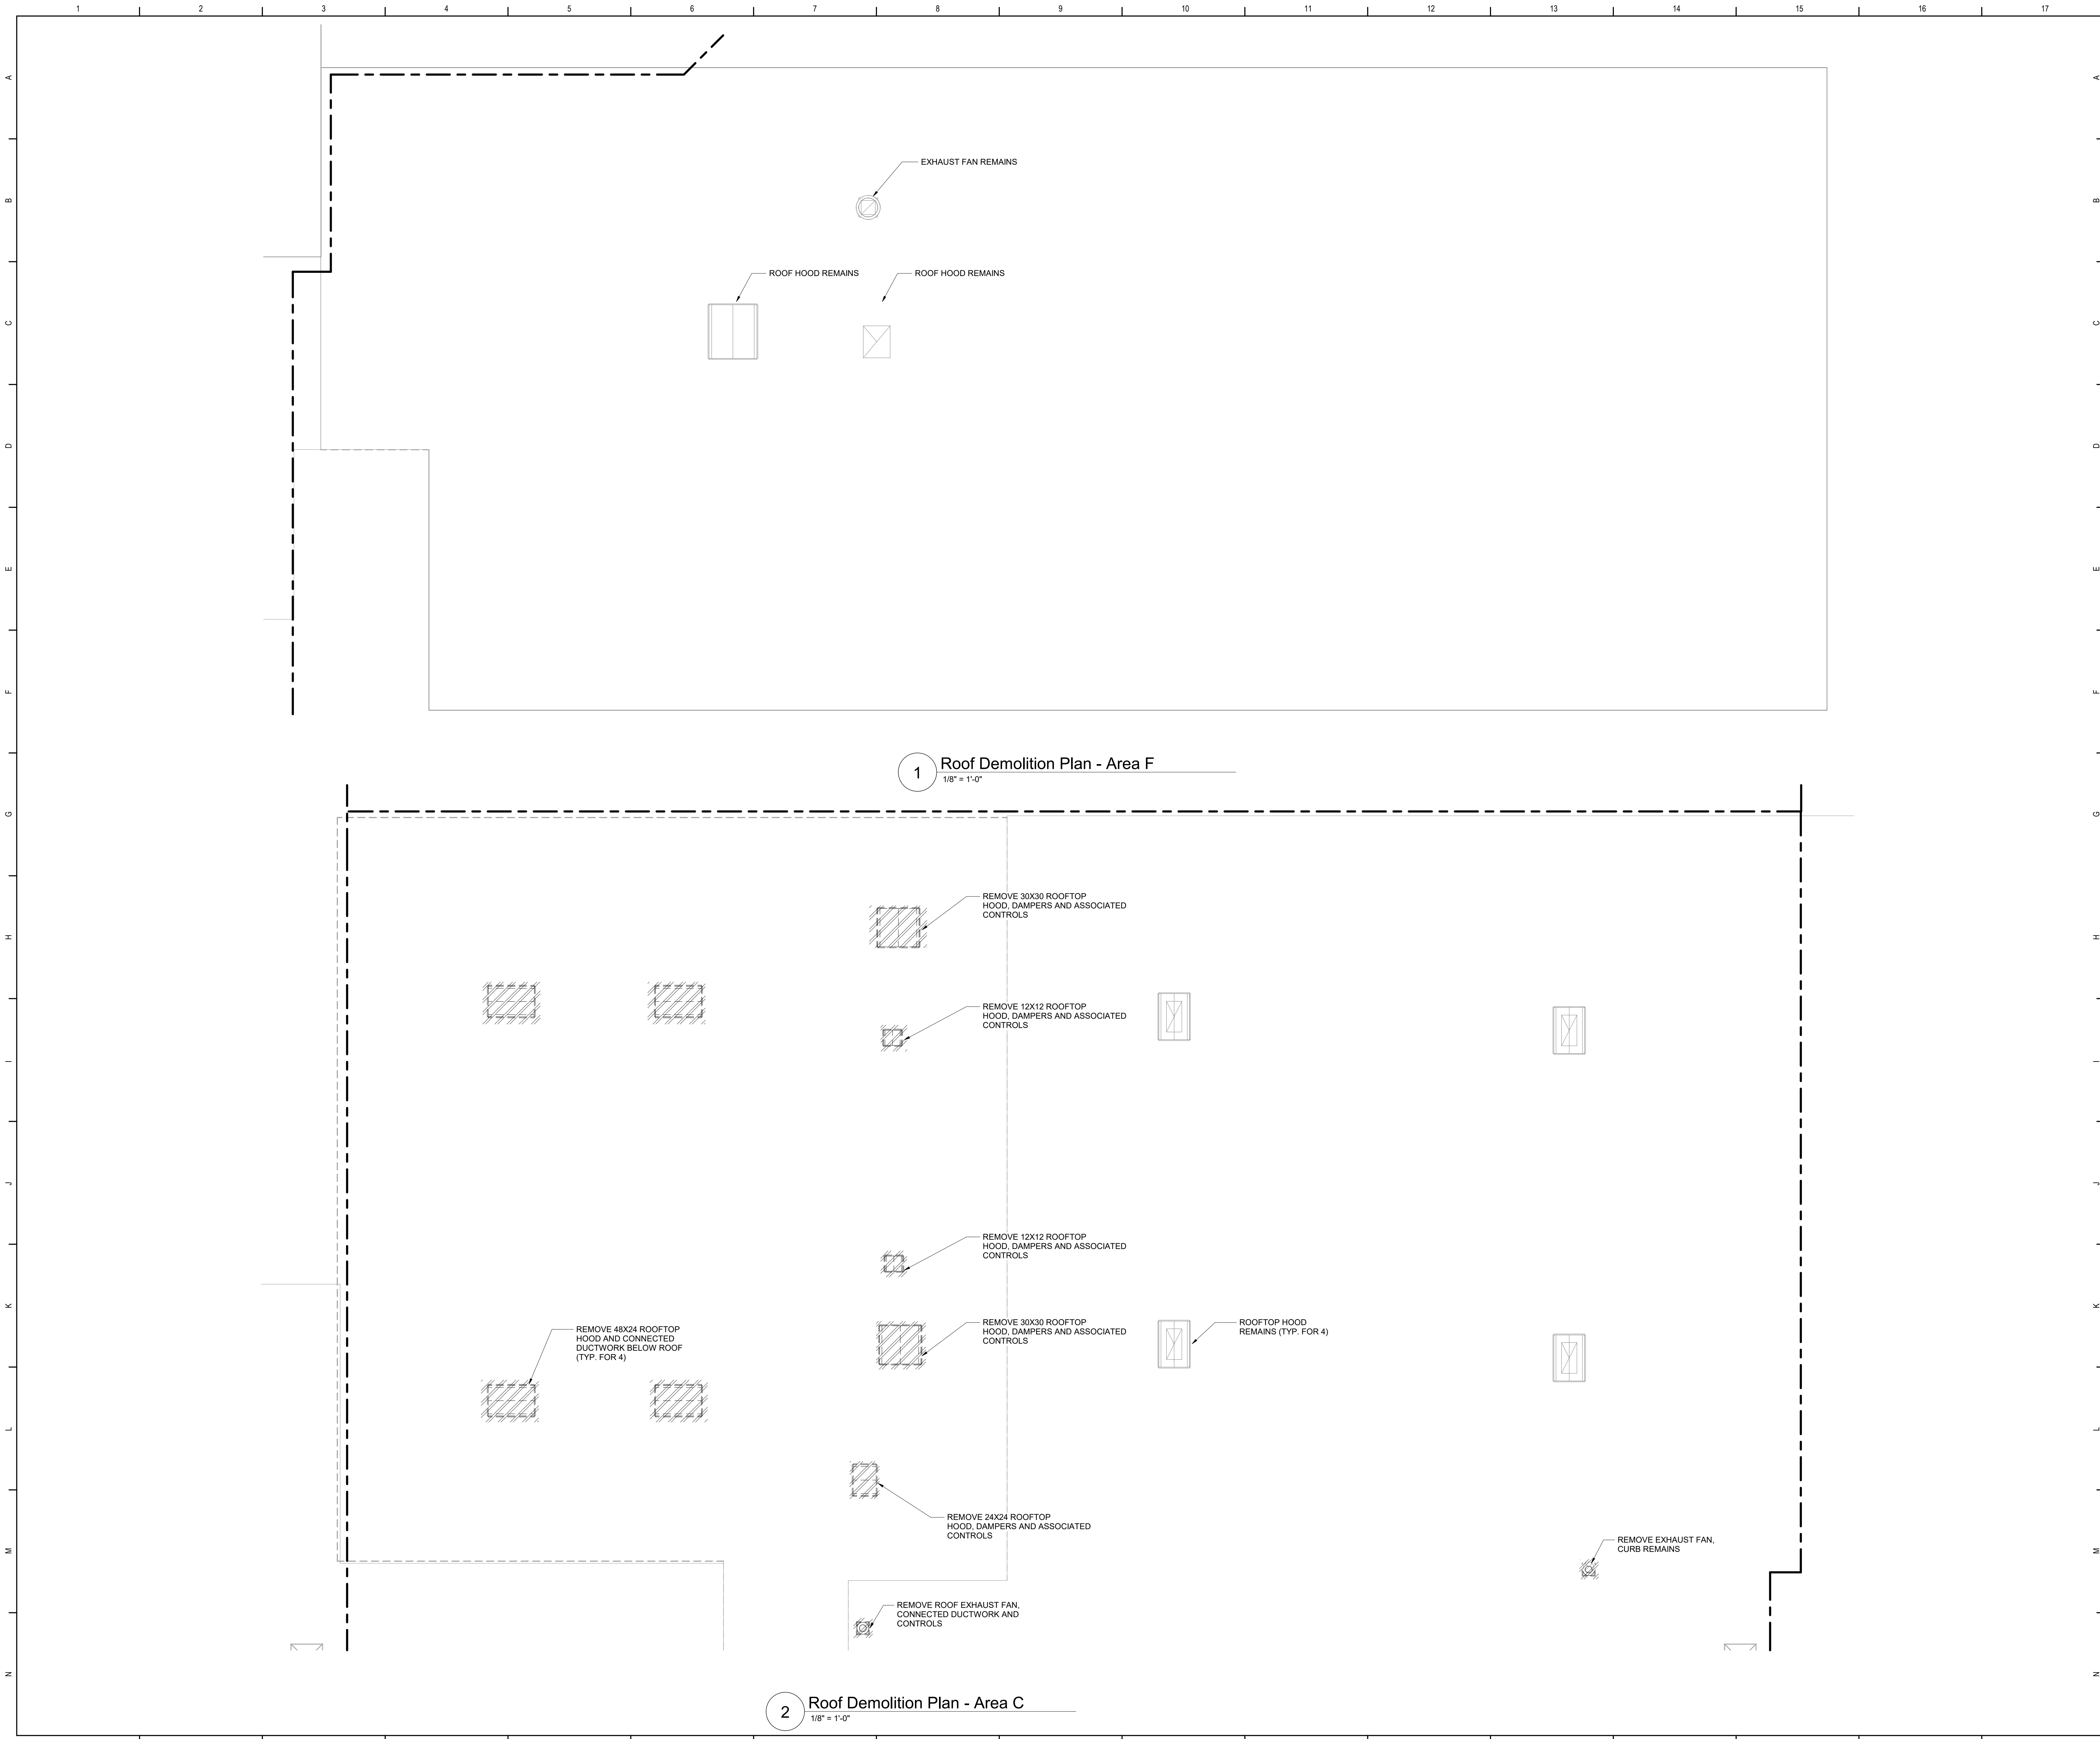 1 2 3 4 5 6 7 8 9 10 11 12 13 14 15 16 17
A A
EXHAUST FAN REMAINS
B B
ROOF HOOD REMAINS ROOF HOOD REMAINS
C C
D D
E E
F F
1 Roof Demolition Plan - Area F
1/8" = 1'-0"
G G
REMOVE 30X30 ROOFTOP
HOOD, DAMPERS AND ASSOCIATED
CONTROLS
H H
REMOVE 12X12 ROOFTOP
HOOD, DAMPERS AND ASSOCIATED
CONTROLS
I I
J J
REMOVE 12X12 ROOFTOP
HOOD, DAMPERS AND ASSOCIATED
CONTROLS
K K
REMOVE 30X30 ROOFTOP
HOOD, DAMPERS AND ASSOCIATED
CONTROLS
ROOFTOP HOOD
REMAINS (TYP. FOR 4)
REMOVE 48X24 ROOFTOP
HOOD AND CONNECTED
DUCTWORK BELOW ROOF
(TYP. FOR 4)
L L
REMOVE 24X24 ROOFTOP
HOOD, DAMPERS AND ASSOCIATED
CONTROLS
REMOVE EXHAUST FAN,
CURB REMAINS
M M
REMOVE ROOF EXHAUST FAN,
CONNECTED DUCTWORK AND
CONTROLS
N N
2 Roof Demolition Plan - Area C
1/8" = 1'-0"